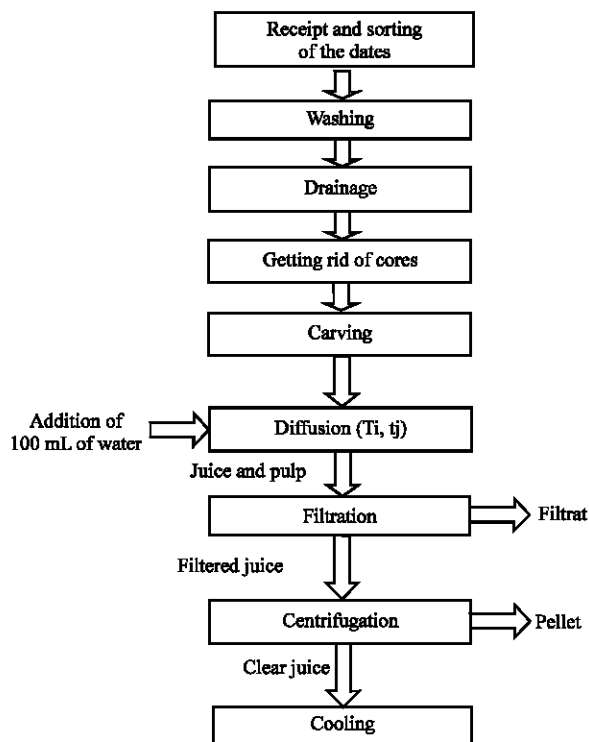 Receipt and sorting
of the dates
Washing
Drainage
Getting rid of cores
Carving
Addition of
100 mL of water
Diffusion (Ti, tj)
Juice and pulp
Filtration
Filtrat
Filtered juice
Centrifugation
Pellet
Clear juice
Cooling